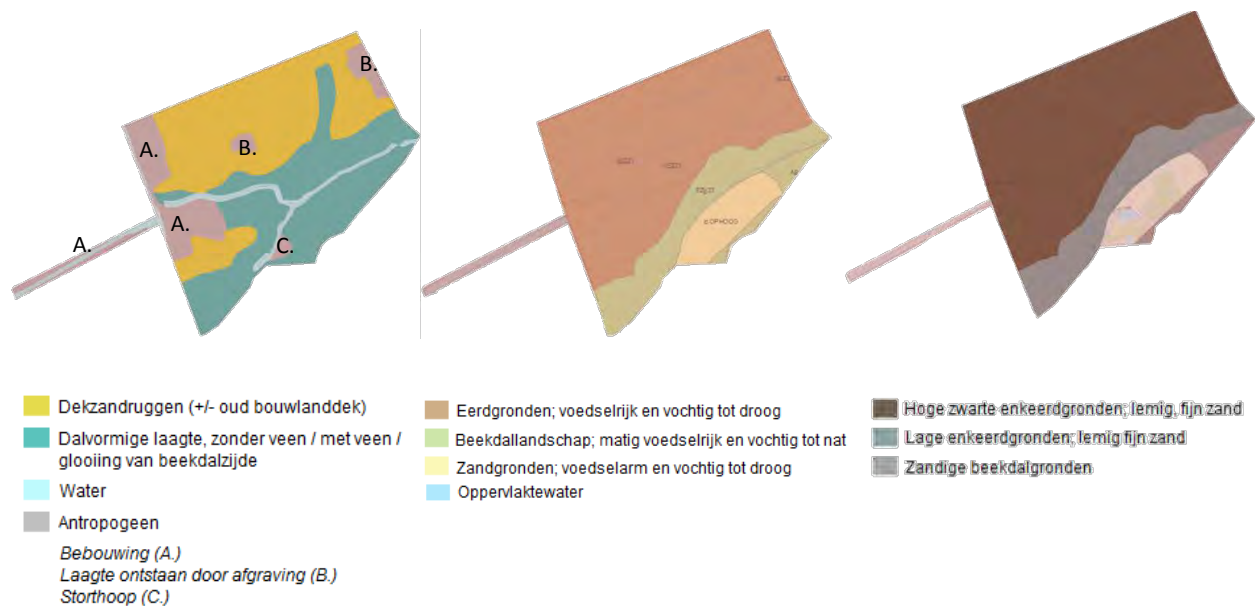 B.
A.
B.
A.
A.
C.
OPHOOG
Dekzandruggen (+/- oud bouwlanddek)
Dalvormige laagte, zonder veen / met veen /
glooiing van beekdalzijde
Water
Antropogeen
Bebouwing (A.)
Laagte ontstaan door afgraving (B.)
Storthoop (C.)
Eerdgronden; voedselrijk en vochtig tot droog
Beekdallandschap; matig voedselrijk en vochtig tot nat
Zandgronden; voedselarm en vochtig tot droog
Oppervlaktewater
Hoge zwarte enkeerdgronden; lemig, fijn zand
Lage enkeerdgronden; lemig fijn zand
Zandige beekdalgronden